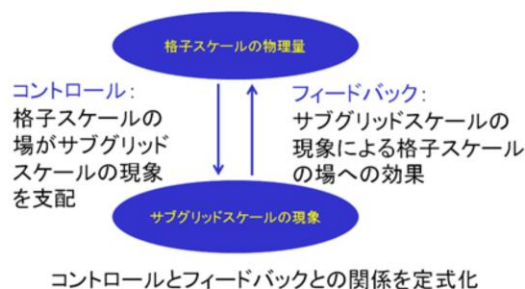 格子スケールの物理量
コントロール:
格子スケールの
場がサブグリッド
スケールの現象
を支配
フィードバック:
サブグリッドスケールの
現象による格子スケール
の場への効果
サブグリッドスケールの現象
コントロールとフィードバックとの関係を定式化